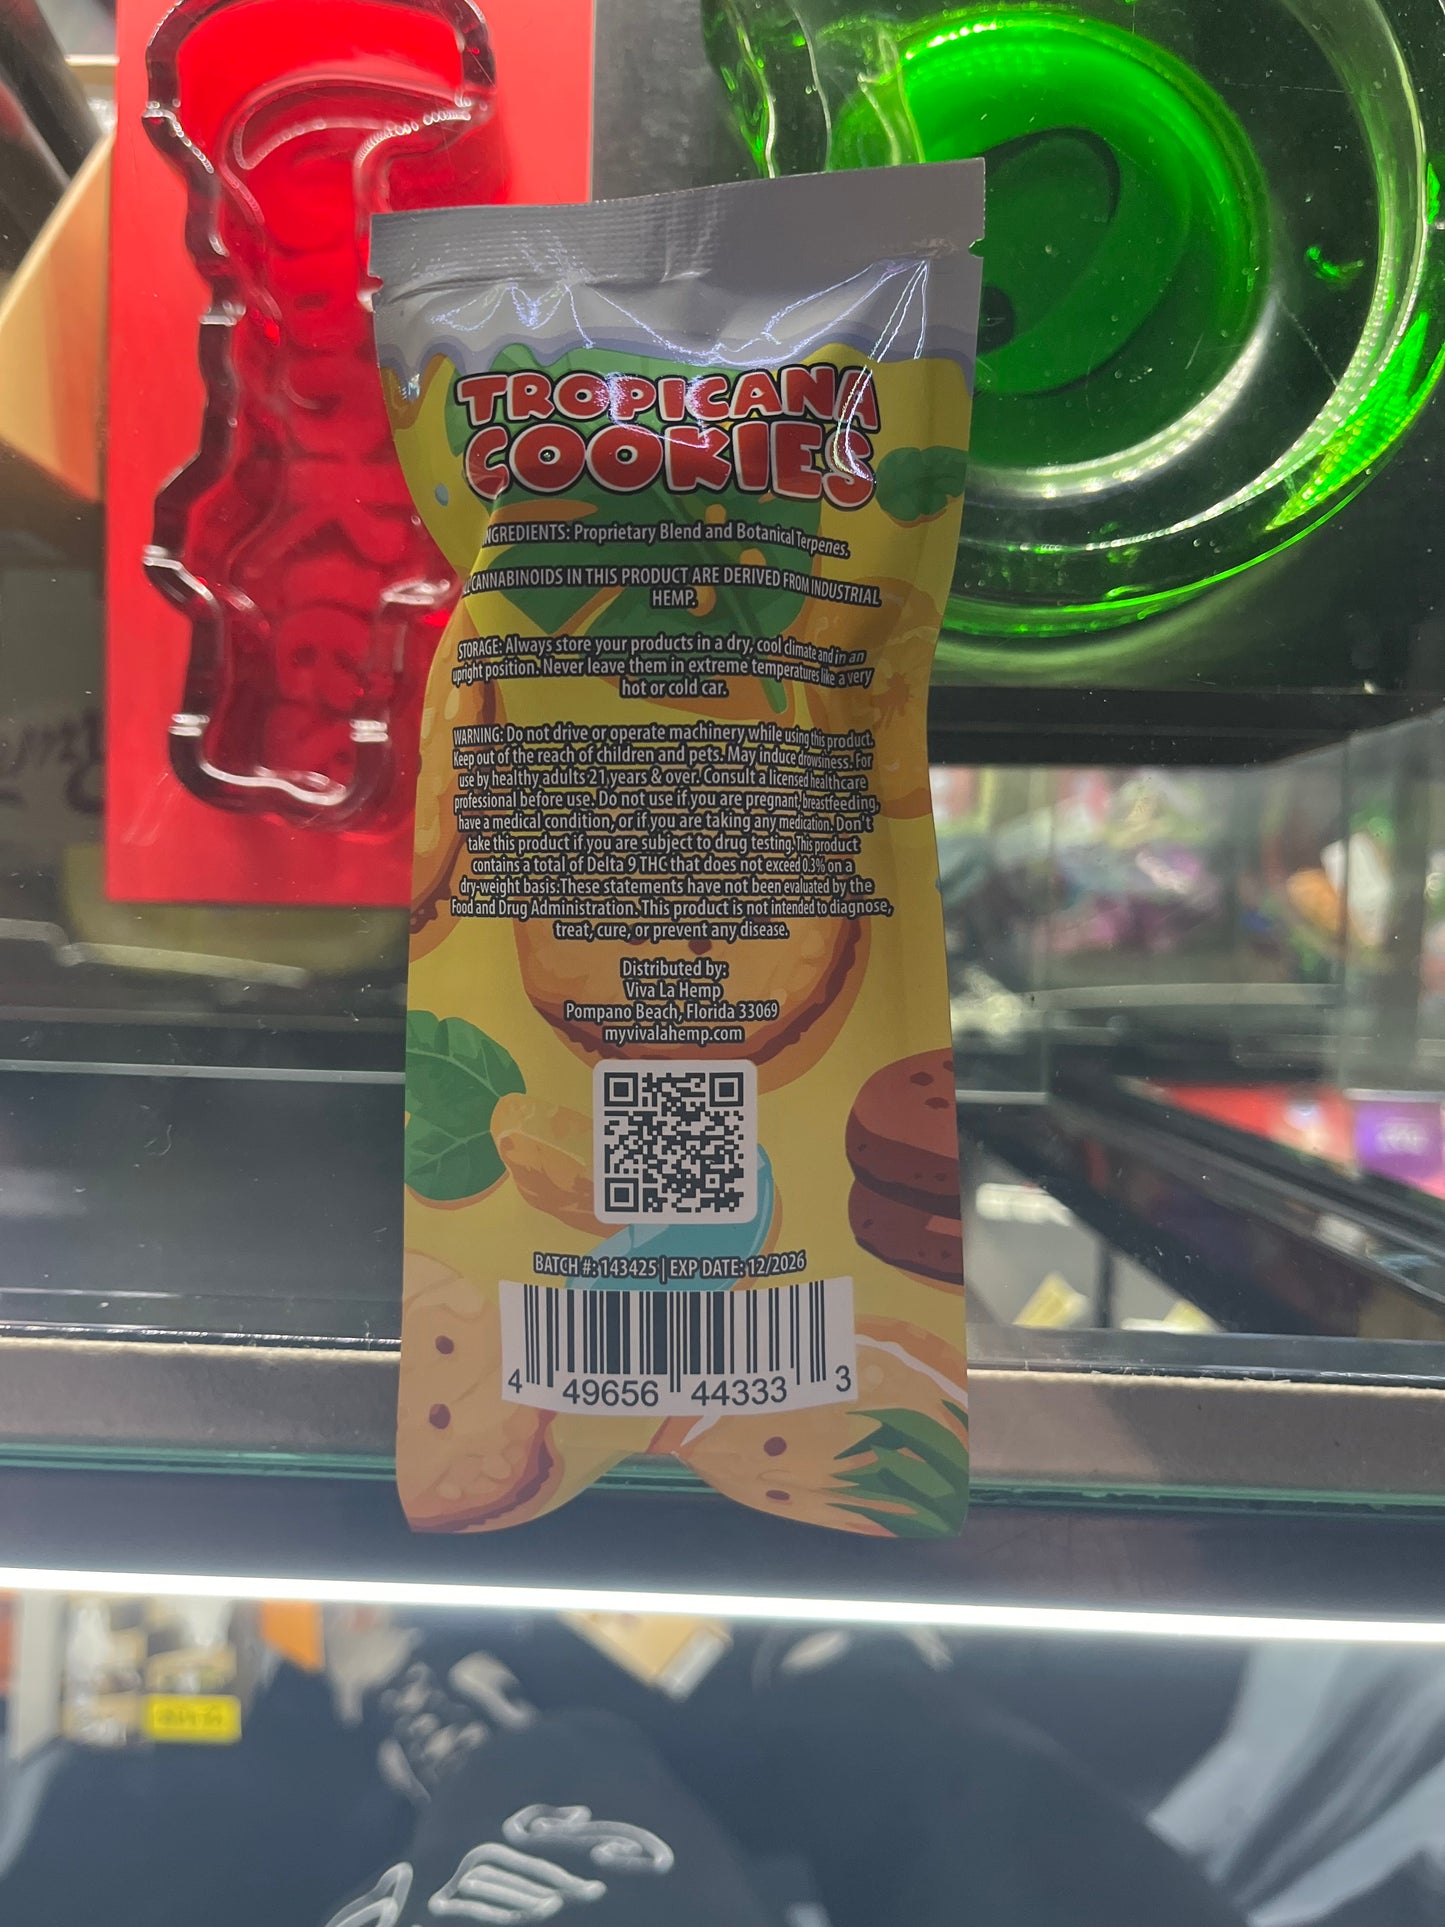 TROPICANA
COOKIES
INGREDIENTS: Proprietary Blend and Botanical Terpenes.
CANNABINOIDS IN THIS PRODUCT ARE DERIVED FROM INDUSTRIAL
HEMP.
STORAGE: Always store your products in a dry, cool climate and in an
upright position. Never leave them in extreme temperatures like a very
hot or cold car.
WARNING: Do not drive or operate machinery while using this product.
Keep out of the reach of children and pets. May induce drowsiness. For
use by healthy adults 21 years & over. Consult a licensed healthcare
professional before use. Do not use if you are pregnant, breastfeeding,
have a medical condition, or if you are taking any medication. Don't
take this product if you are subject to drug testing. This product
contains a total of Delta 9 THC that does not exceed 0.3% on a
dry-weight basis. These statements have not been evaluated by the
Food and Drug Administration. This product is not intended to diagnose,
treat, cure, or prevent any disease.
Distributed by:
Viva La Hemp
Pompano Beach, Florida 33069
myvivalahemp.com
BATCH #: 143425 | EXP DATE: 12/2026
4 49656 44333 3